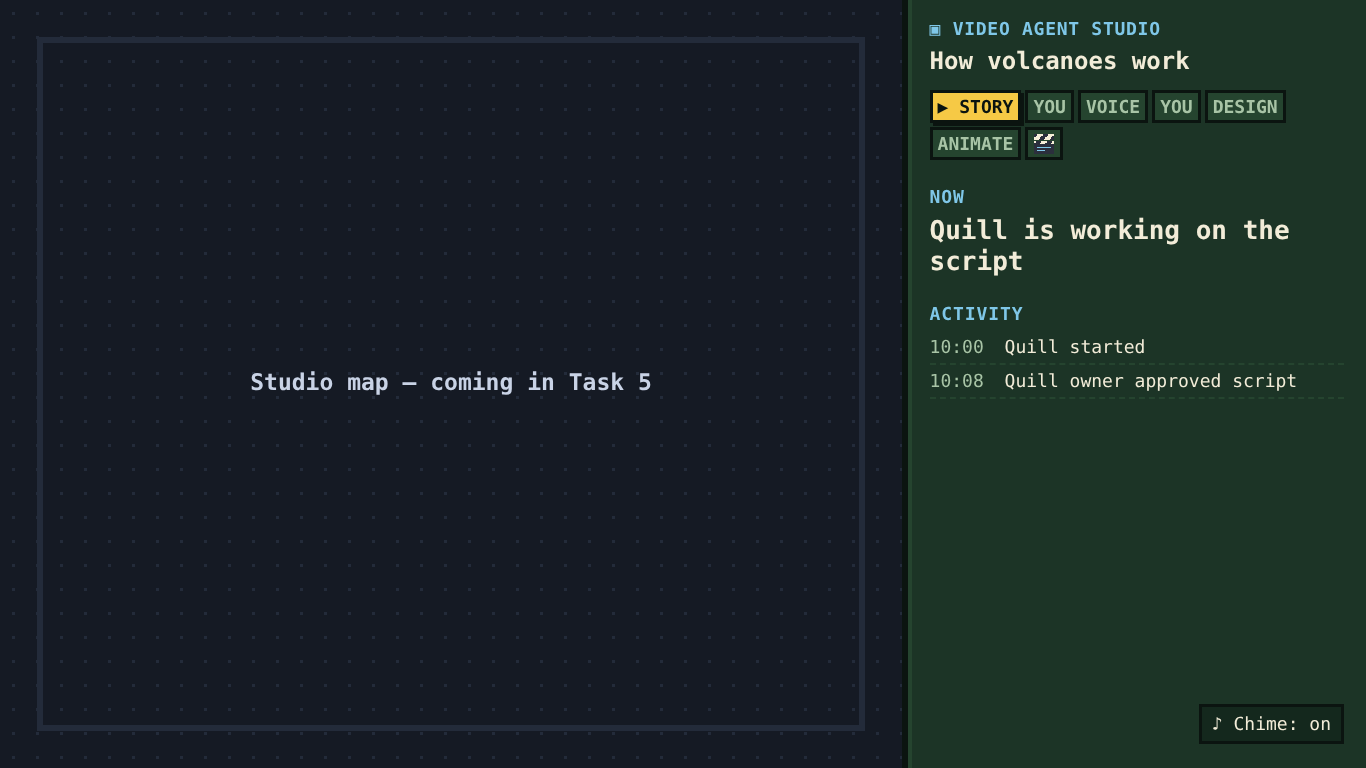 Studio map — coming in Task 5
▣ VIDEO AGENT STUDIO
How volcanoes work
▶ STORY YOU VOICE YOU DESIGN
ANIMATE
NOW
Quill is working on the
script
ACTIVITY
10:00 Quill started
10:08 Quill owner approved script
♪ Chime: on